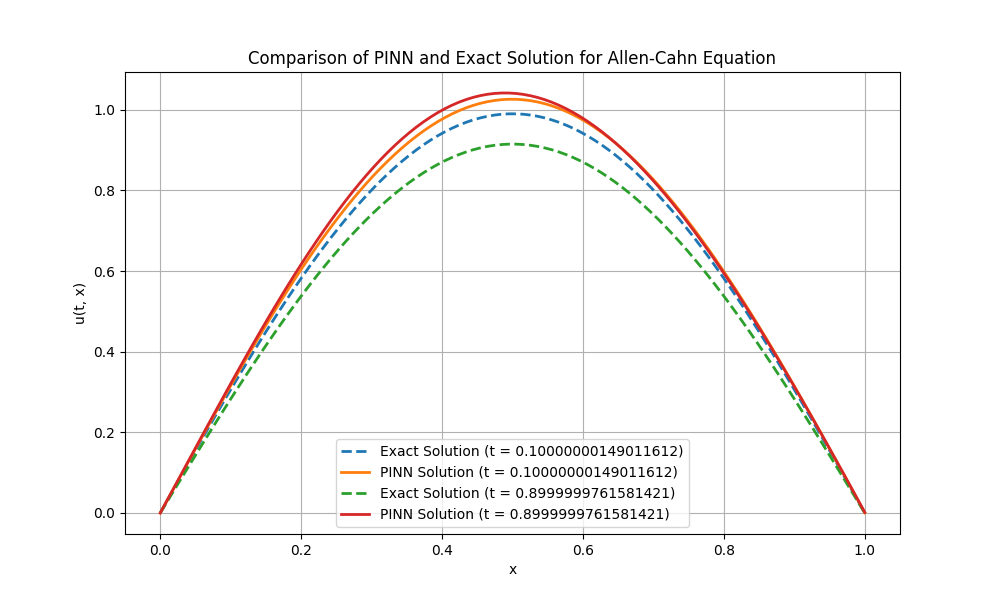 Comparison of PINN and Exact Solution for Allen-Cahn Equation
u(t, x)
1.0
0.8
0.6
0.4
0.2
0.0
Exact Solution (t = 0.10000000149011612)
PINN Solution (t = 0.10000000149011612)
Exact Solution (t = 0.8999999761581421)
PINN Solution (t = 0.8999999761581421)
0.0 0.2 0.4 0.6 0.8 1.0
x